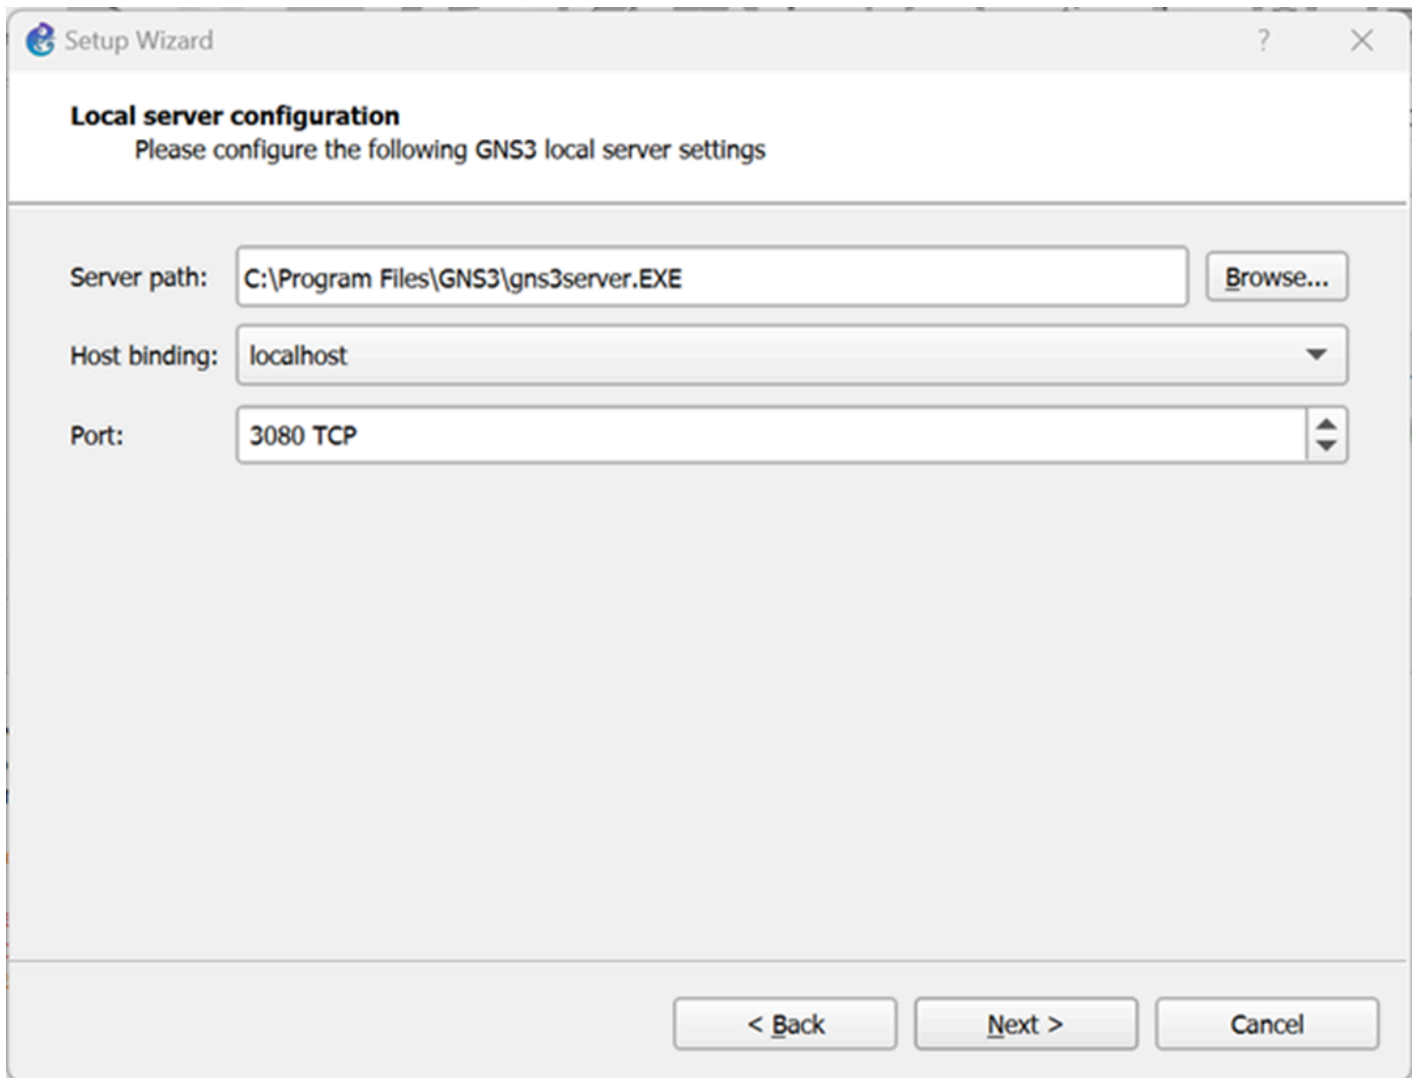 Setup Wizard
?
Local server configuration
Please configure the following GNS3 local server settings
Server path: C:\Program Files\GNS3\gns3server.EXE Browse...
Host binding: localhost
Port: 3080 TCP
< Back Next > Cancel